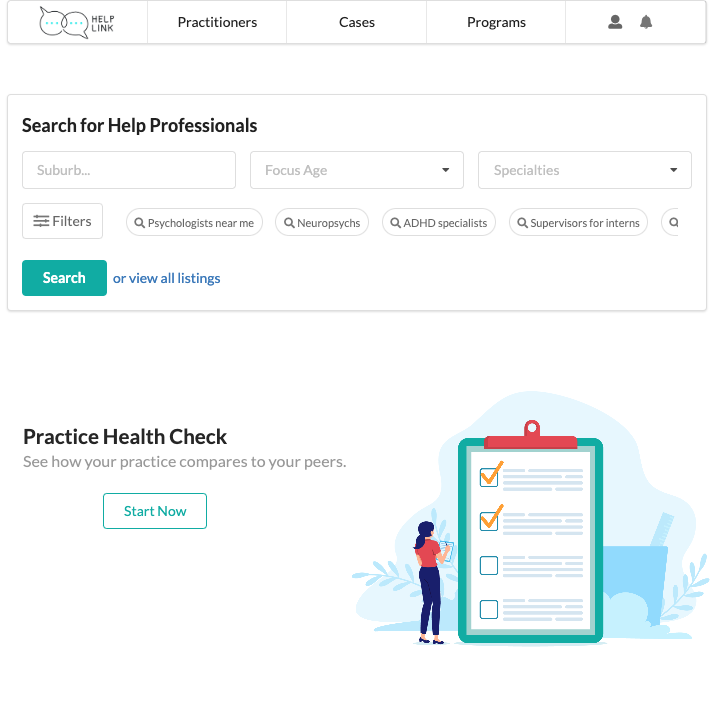 HELP
LINK
Practitioners
Cases
Programs
Search for Help Professionals
Suburb...
Focus Age
Specialties
Filters
Psychologists near me
Neuropsychs
ADHD specialists
Supervisors for interns
Search or view all listings
Practice Health Check
See how your practice compares to your peers.
Start Now